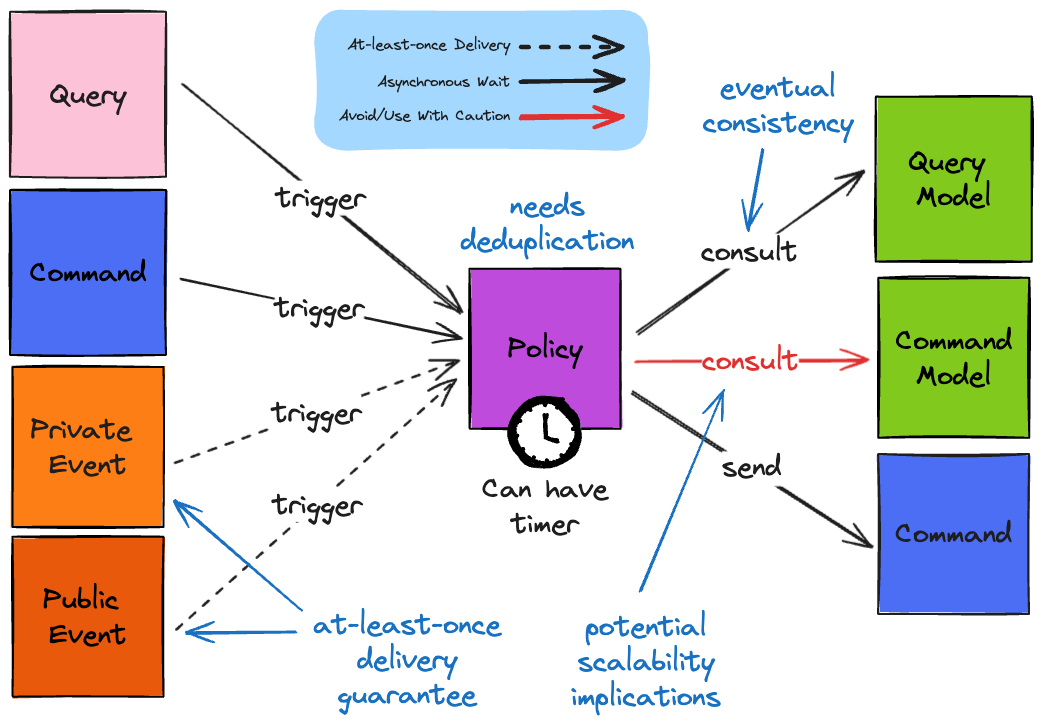 Query
Command
Private
Event
Public
Event
At-least-once Delivery
Asynchronous Wait
Avoid/Use With Caution
trigger
trigger
trigger
trigger
needs
deduplication
Policy
Can have
timer
at-least-once
delivery
guarantee
eventual
consistency
consult
consult
send
potential
scalability
implications
Query
Model
Command
Model
Command